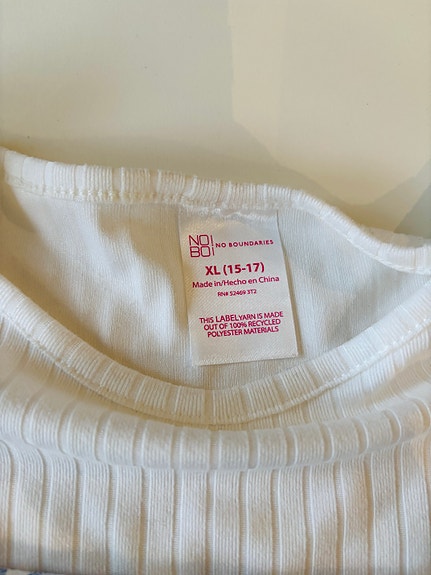 NO
BO
NO BOUNDARIES
XL (15-17)
Made in/Hecho en China
RN# 52469 3T2
THIS LABEL YARN IS MADE
OUT OF 100% RECYCLED
POLYESTER MATERIALS